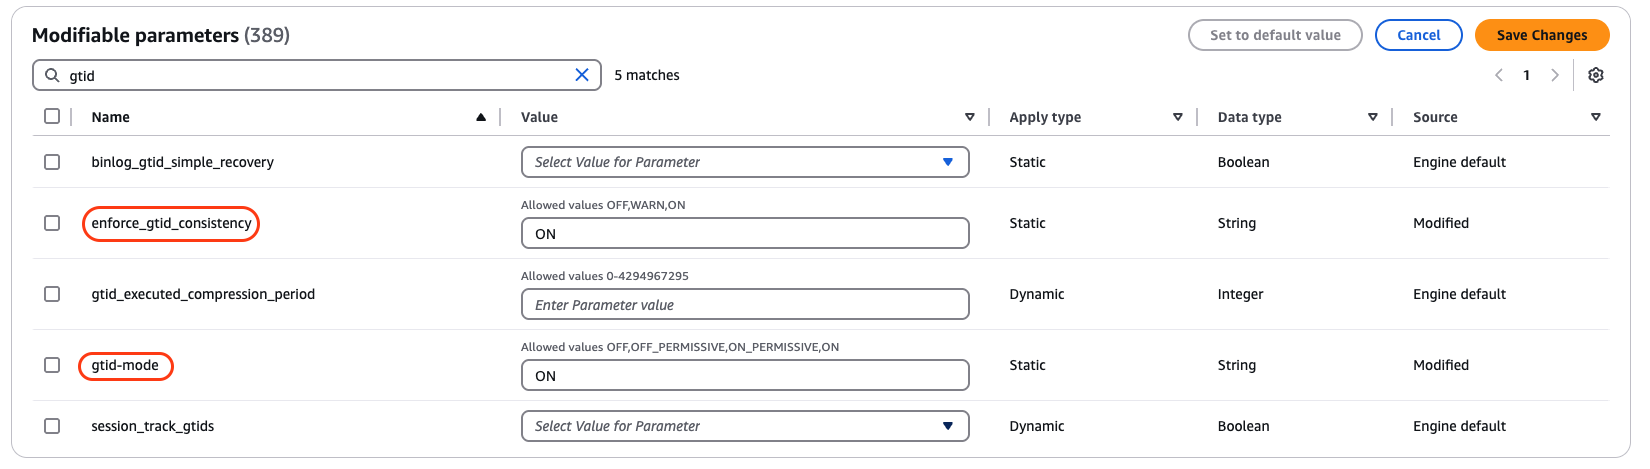 Modifiable parameters (389)
Set to default value
Cancel
Save Changes
gtid
5 matches
1
Name Value Apply type Data type Source
binlog_gtid_simple_recovery Select Value for Parameter Static Boolean Engine default
Allowed values OFF,WARN,ON
enforce_gtid_consistency ON Static String Modified
Allowed values 0-4294967295
gtid_executed_compression_period Enter Parameter value Dynamic Integer Engine default
Allowed values OFF,OFF_PERMISSIVE,ON_PERMISSIVE,ON
gtid-mode ON Static String Modified
session_track_gtids Select Value for Parameter Dynamic Boolean Engine default